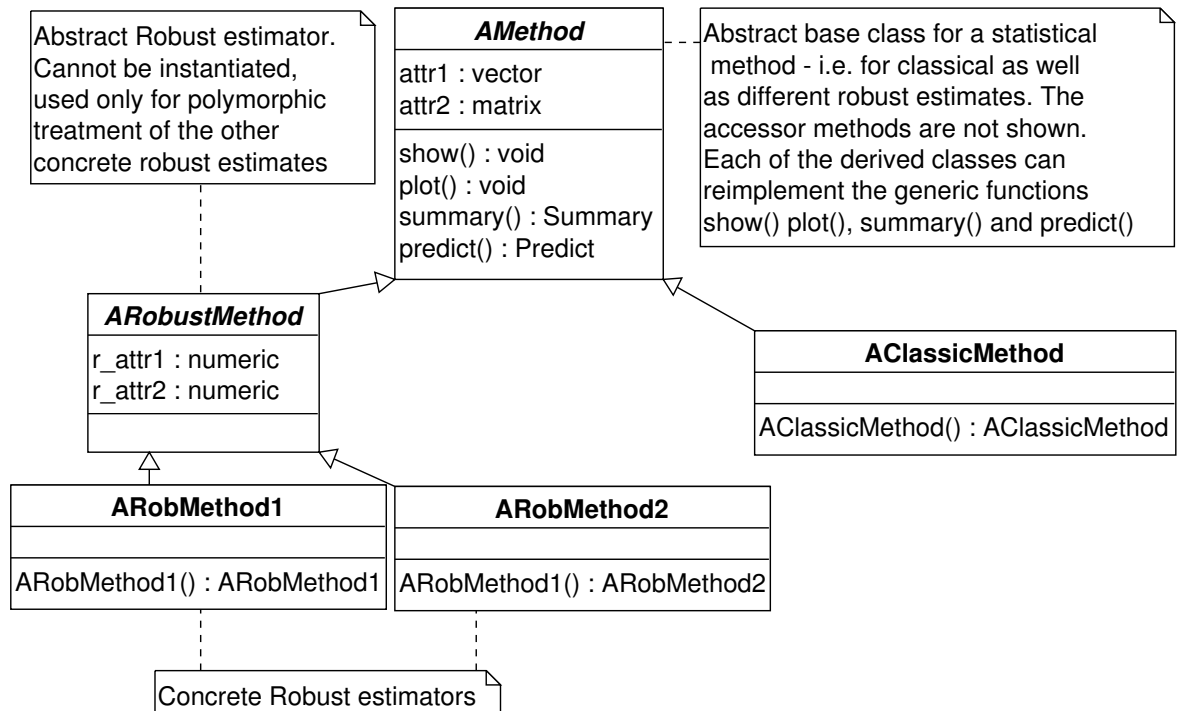 Abstract Robust estimator.
Cannot be instantiated,
used only for polymorphic
treatment of the other
concrete robust estimates
AMethod
attr1 : vector
attr2 : matrix
show() : void
plot() : void
summary() : Summary
predict() : Predict
Abstract base class for a statistical
method - i.e. for classical as well
as different robust estimates. The
accessor methods are not shown.
Each of the derived classes can
reimplement the generic functions
show() plot(), summary() and predict()
ARobustMethod
r_attr1 : numeric
r_attr2 : numeric
AClassicMethod
AClassicMethod() : AClassicMethod
ARobMethod1
ARobMethod1() : ARobMethod1
ARobMethod2
ARobMethod1() : ARobMethod2
Concrete Robust estimators